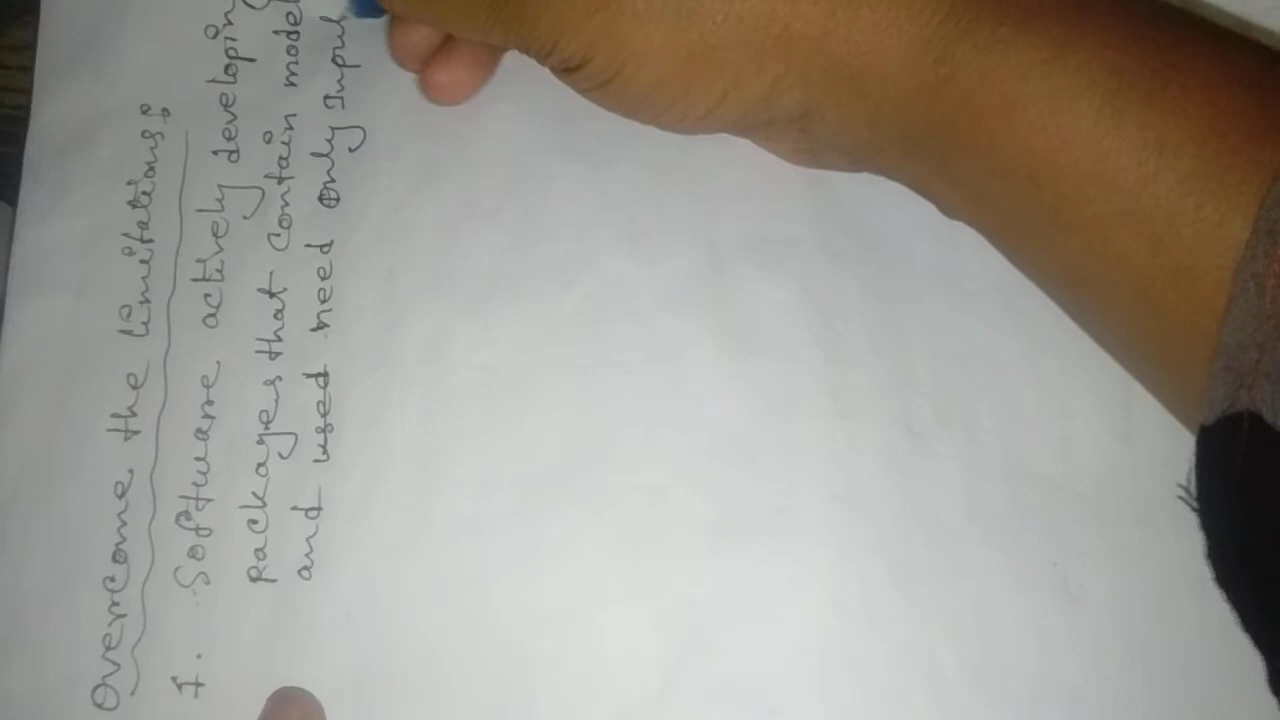 Overcome the limitations:
1. Software actively developing
packages that contain model
and used need only Input